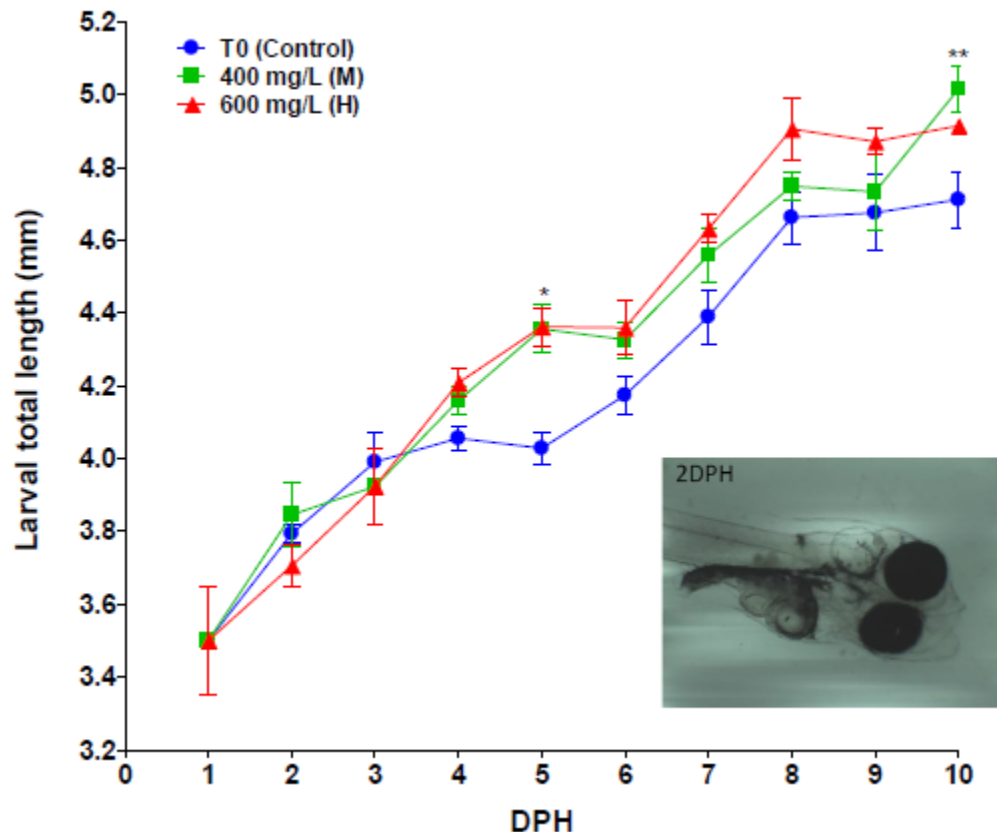 5.2
5.0
4.8
4.6
4.4
4.2
4.0
3.8
3.6
3.4
3.2
Larval total length (mm)
T0 (Control)
400 mg/L (M)
600 mg/L (H)
*
**
2DPH
0 1 2 3 4 5 6 7 8 9 10
DPH